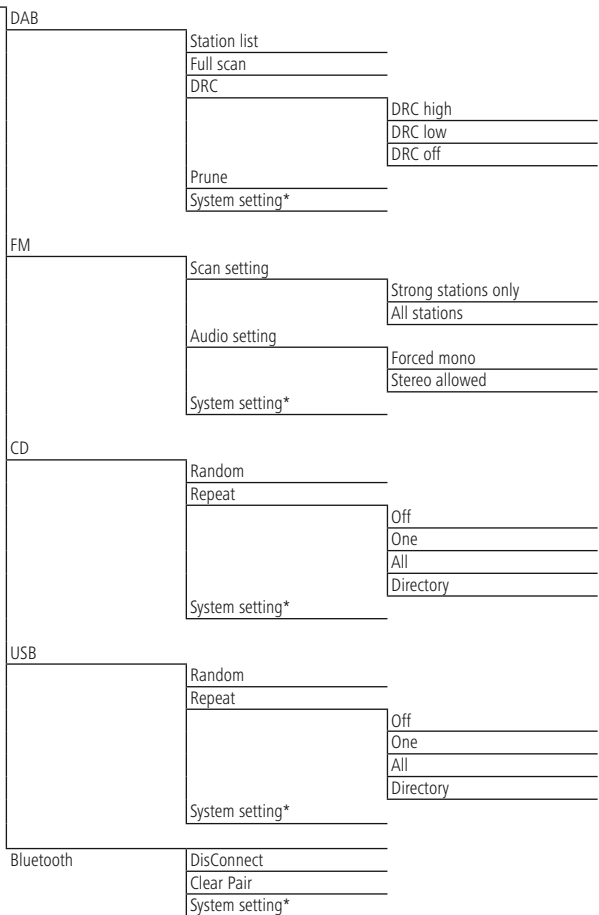 DAB
Station list
Full scan
DRC
DRC high
DRC low
DRC off
Prune
System setting*
FM
Scan setting
Strong stations only
All stations
Audio setting
Forced mono
Stereo allowed
System setting*
CD
Random
Repeat
Off
One
All
Directory
System setting*
USB
Random
Repeat
Off
One
All
Directory
System setting*
Bluetooth
DisConnect
Clear Pair
System setting*